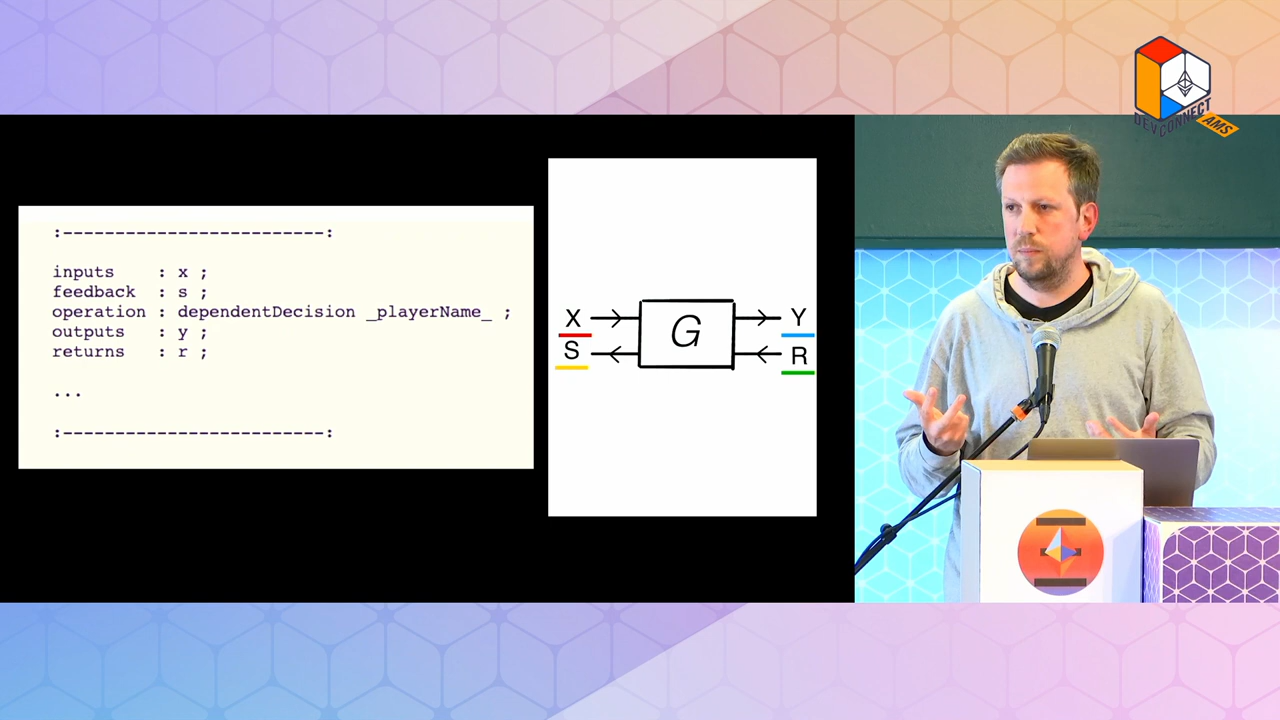 :-------------------------:
inputs : x ;
feedback : s ;
operation : dependentDecision _playerName_ ;
outputs : y ;
returns : r ;
...
:-------------------------:
X G Y
S R
DEVCONNECT
AMS